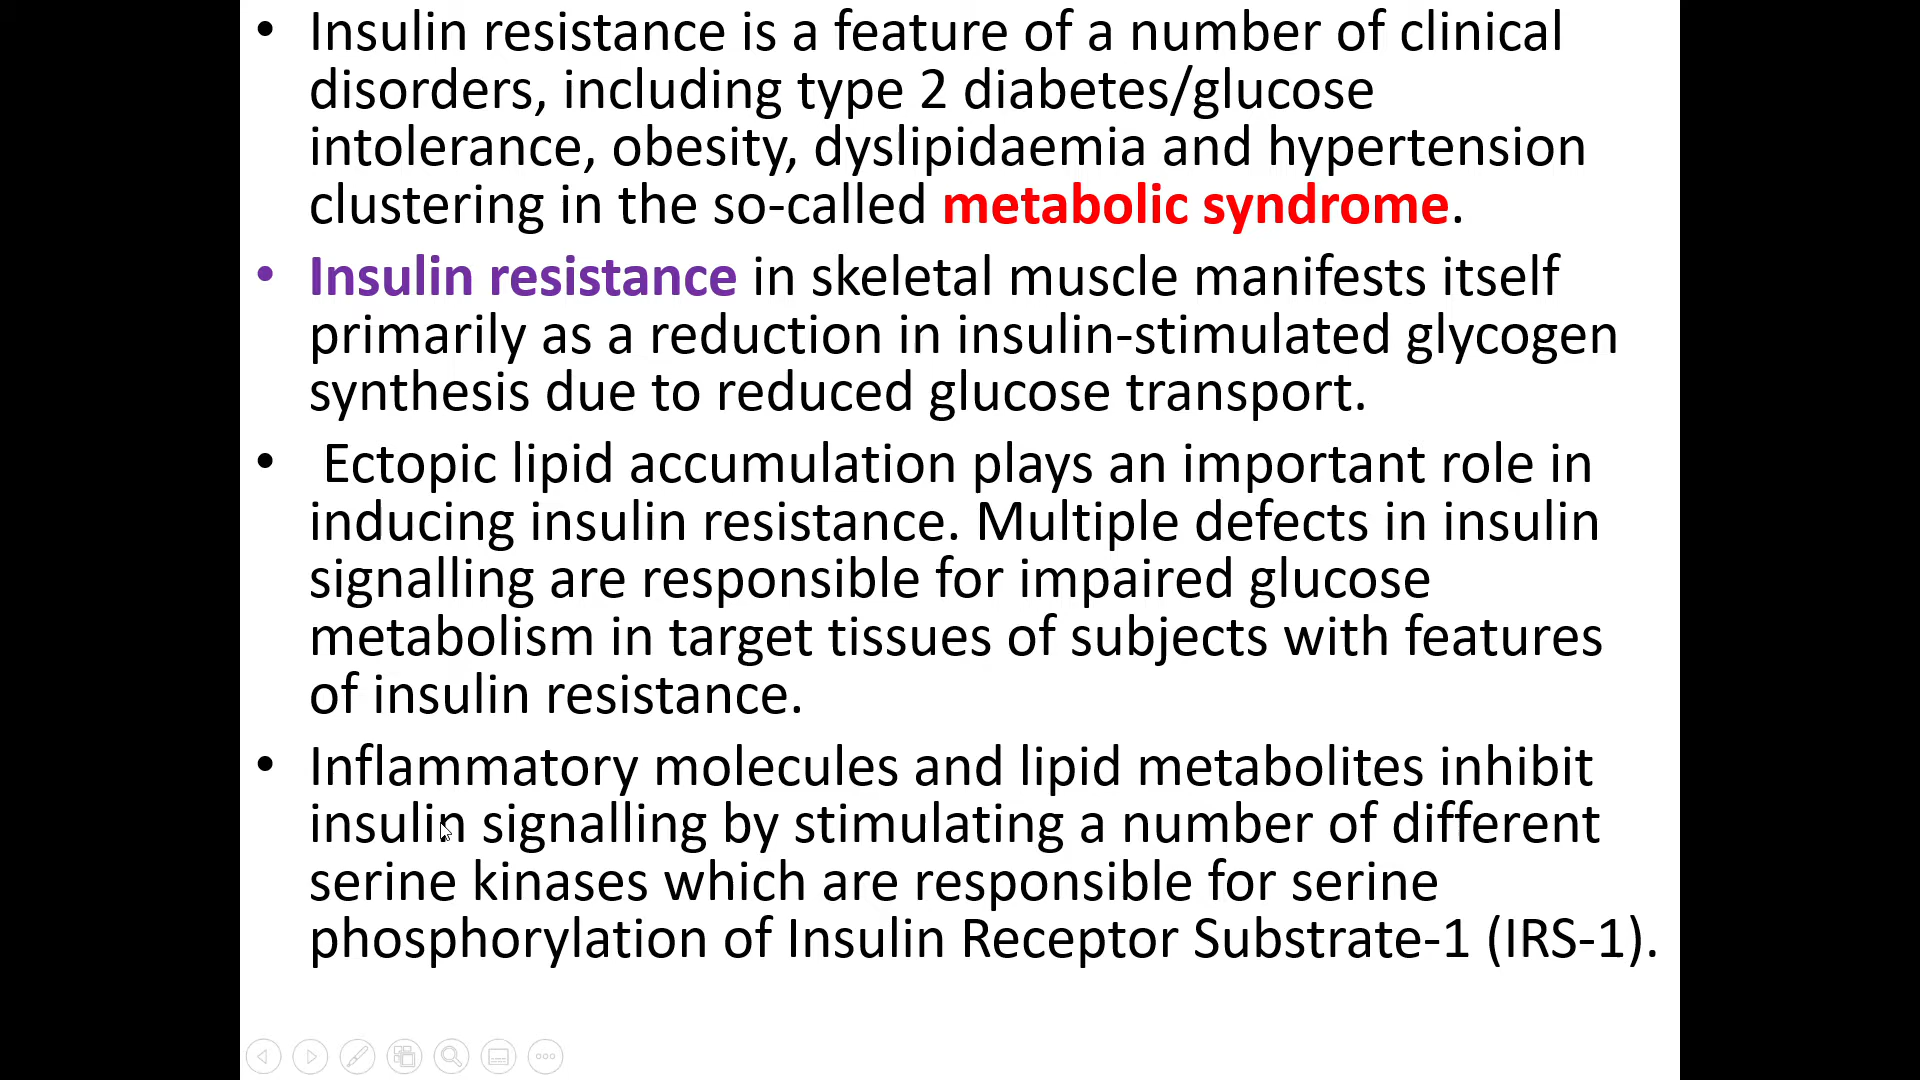 • Insulin resistance is a feature of a number of clinical
disorders, including type 2 diabetes/glucose
intolerance, obesity, dyslipidaemia and hypertension
clustering in the so-called metabolic syndrome.
• Insulin resistance in skeletal muscle manifests itself
primarily as a reduction in insulin-stimulated glycogen
synthesis due to reduced glucose transport.
• Ectopic lipid accumulation plays an important role in
inducing insulin resistance. Multiple defects in insulin
signalling are responsible for impaired glucose
metabolism in target tissues of subjects with features
of insulin resistance.
• Inflammatory molecules and lipid metabolites inhibit
insulin signalling by stimulating a number of different
serine kinases which are responsible for serine
phosphorylation of Insulin Receptor Substrate-1 (IRS-1).